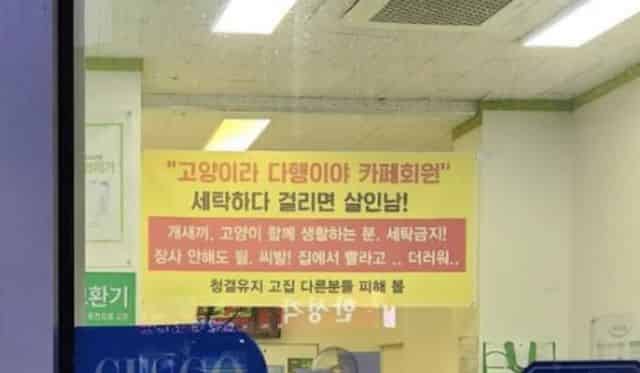 "고양이라 다행이야 카페회원"
세탁하다 걸리면 살인남!
개새끼, 고양이 함께 생활하는 분, 세탁금지!
장사 안해도 됨, 씨발! 집에서 빨라고 .. 더러워..
청결유지 고집 다른분들 피해 봄
환기